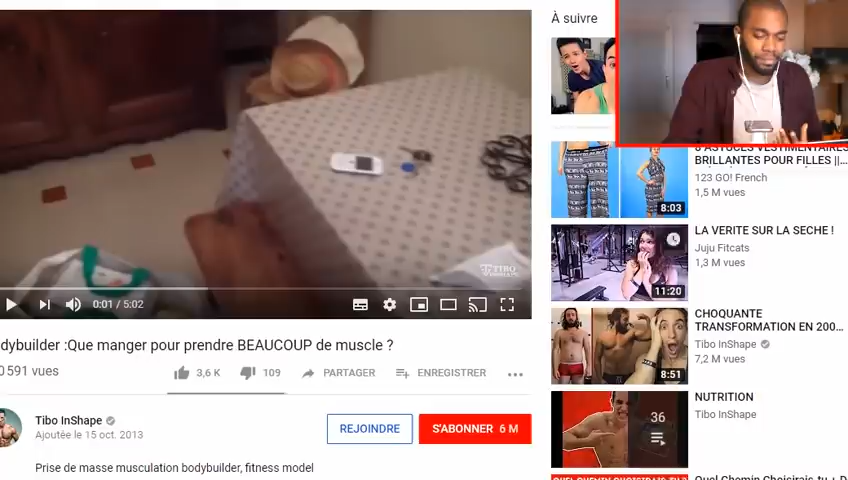 À suivre
8 ASTUCES VESTIMENTAIRES
BRILLANTES POUR FILLES ||...
123 GO! French
1,5 M vues
8:03
LA VERITE SUR LA SECHE !
Juju Fitcats
1,3 M vues
11:20
CHOQUANTE
TRANSFORMATION EN 200...
Tibo InShape
7,2 M vues
8:51
NUTRITION
Tibo InShape
36
TIBO
0:01 / 5:02
dybuilder :Que manger pour prendre BEAUCOUP de muscle ?
0 591 vues
3,6 K
109
PARTAGER
ENREGISTRER
Tibo InShape
Ajoutée le 15 oct. 2013
REJOINDRE
S'ABONNER 6 M
Prise de masse musculation bodybuilder, fitness model